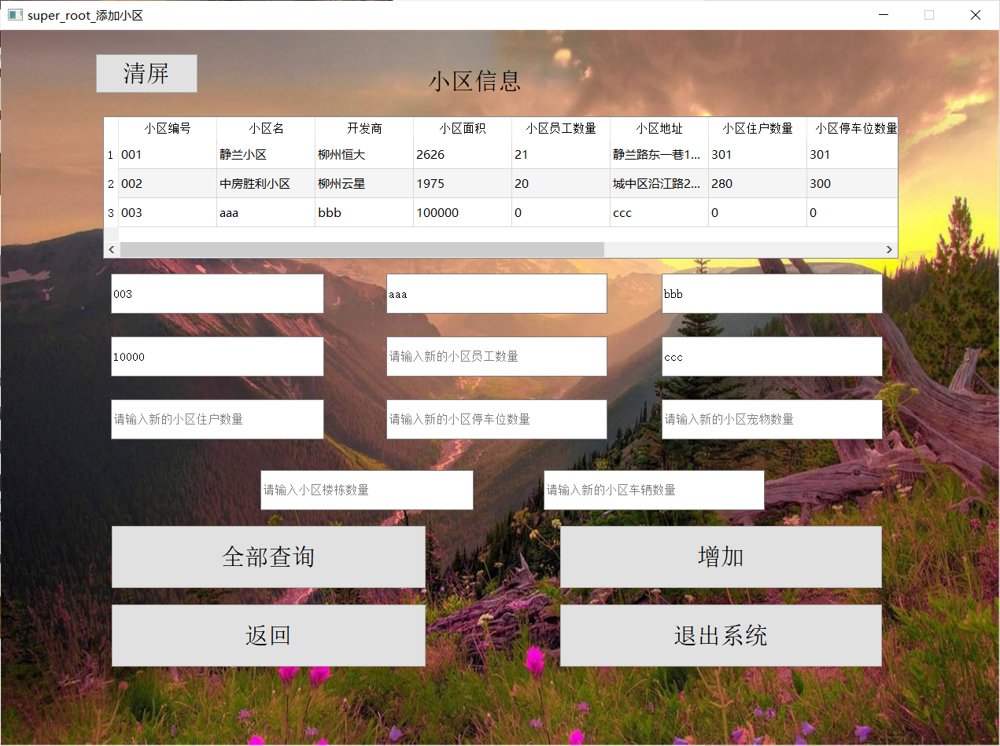 super_root_添加小区
清屏
小区信息
小区编号 小区名 开发商 小区面积 小区员工数量 小区地址 小区住户数量 小区停车位数量
1 001 静兰小区 柳州恒大 2626 21 静兰路东一巷1... 301 301
2 002 中房胜利小区 柳州云星 1975 20 城中区沿江路2... 280 300
3 003 aaa bbb 100000 0 ccc 0 0
003 aaa bbb
10000 请输入新的小区员工数量 ccc
请输入新的小区住户数量 请输入新的小区停车位数量 请输入新的小区宠物数量
请输入小区楼栋数量 请输入新的小区车辆数量
全部查询 增加
返回 退出系统